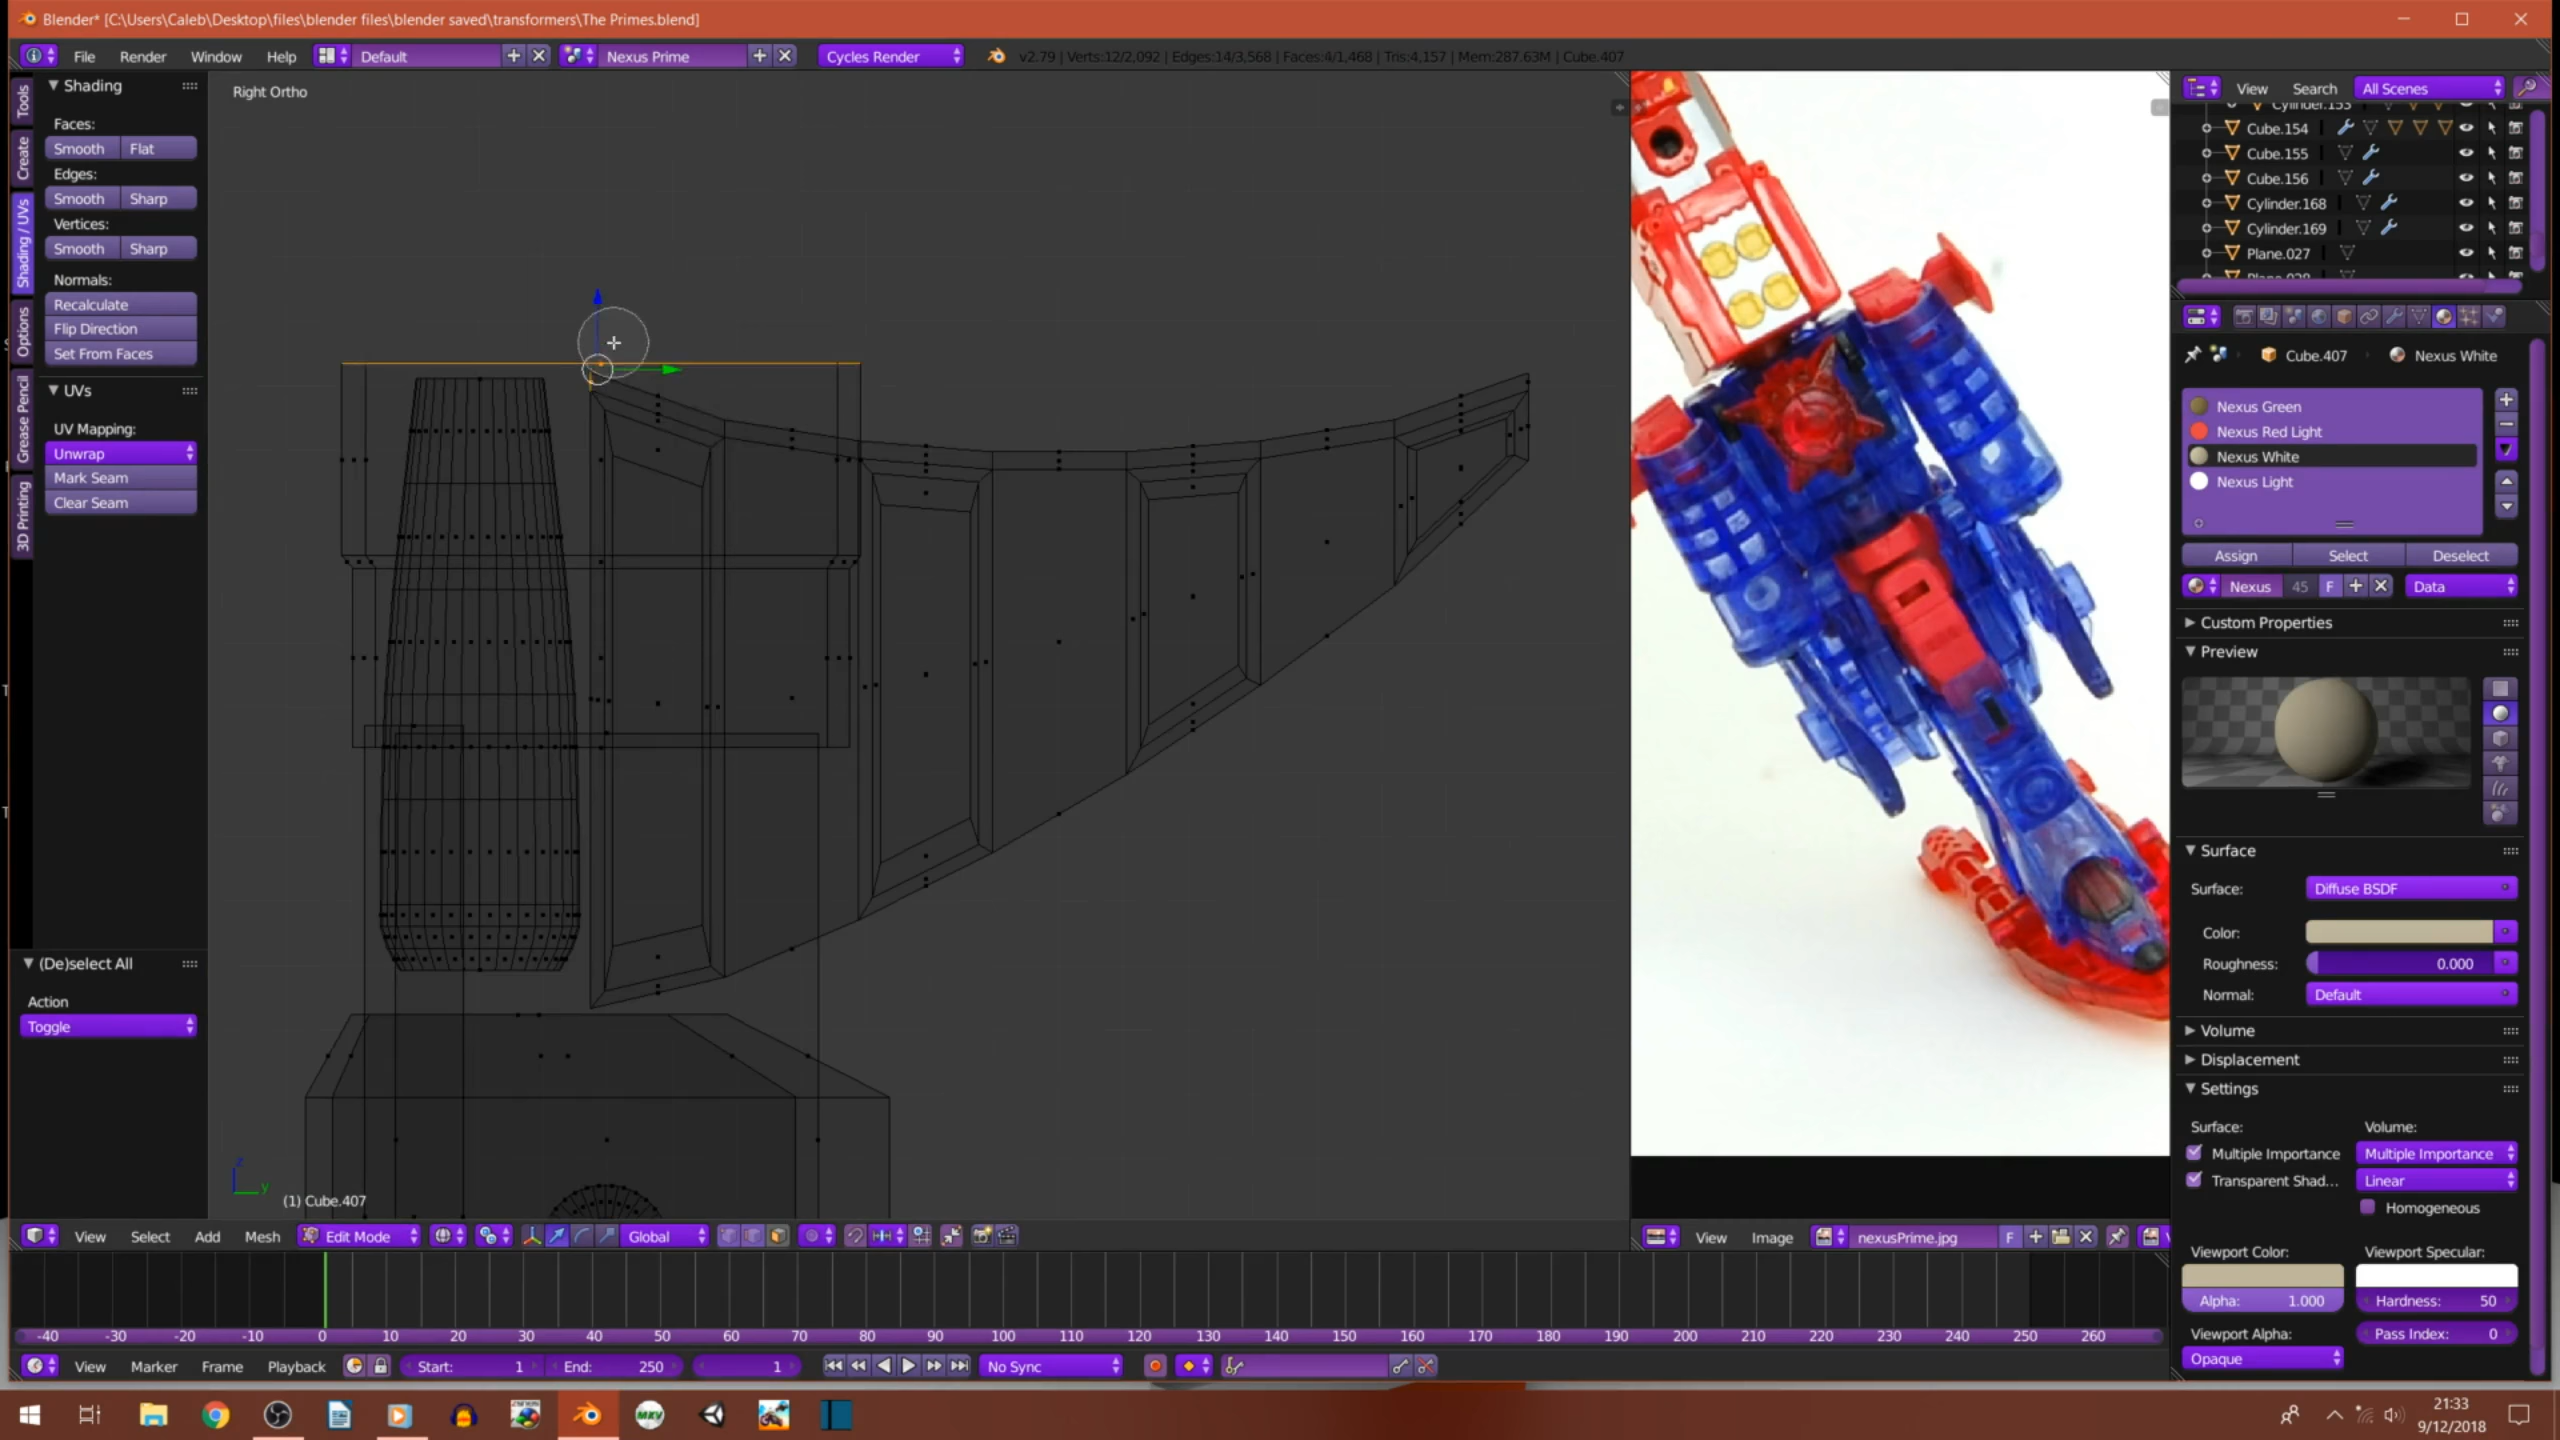 Blender* [C:\Users\Caleb\Desktop\files\blender files\blender saved\transformers\The Primes.blend]
File Render Window Help Default Nexus Prime Cycles Render v2.79 | Verts:12/2,092 | Edges:14/3,568 | Faces:4/1,468 | Tris:4,157 | Mem:287.63M | Cube.407
Tools
Create
Shading / UVs
Options
Grease Pencil
3D Printing
Shading
Faces:
Smooth Flat
Edges:
Smooth Sharp
Vertices:
Smooth Sharp
Normals:
Recalculate
Flip Direction
Set From Faces
UVs
UV Mapping:
Unwrap
Mark Seam
Clear Seam
(De)select All
Action
Toggle
Right Ortho
z
y
(1) Cube.407
View Select Add Mesh Edit Mode Global
View Image nexusPrime.jpg F
View Search All Scenes
Cylinder.153
Cube.154
Cube.155
Cube.156
Cylinder.168
Cylinder.169
Plane.027
Cube.407 Nexus White
Nexus Green
Nexus Red Light
Nexus White
Nexus Light
Assign Select Deselect
Nexus 45 F Data
Custom Properties
Preview
Surface
Surface: Diffuse BSDF
Color:
Roughness: 0.000
Normal: Default
Volume
Displacement
Settings
Surface: Volume:
Multiple Importance Multiple Importance
Transparent Shad... Linear
Homogeneous
Viewport Color: Viewport Specular:
Alpha: 1.000 Hardness: 50
Viewport Alpha: Pass Index: 0
Opaque
-40 -30 -20 -10 0 10 20 30 40 50 60 70 80 90 100 110 120 130 140 150 160 170 180 190 200 210 220 230 240 250 260
View Marker Frame Playback Start: 1 End: 250 1 No Sync
MKV
21:33
9/12/2018